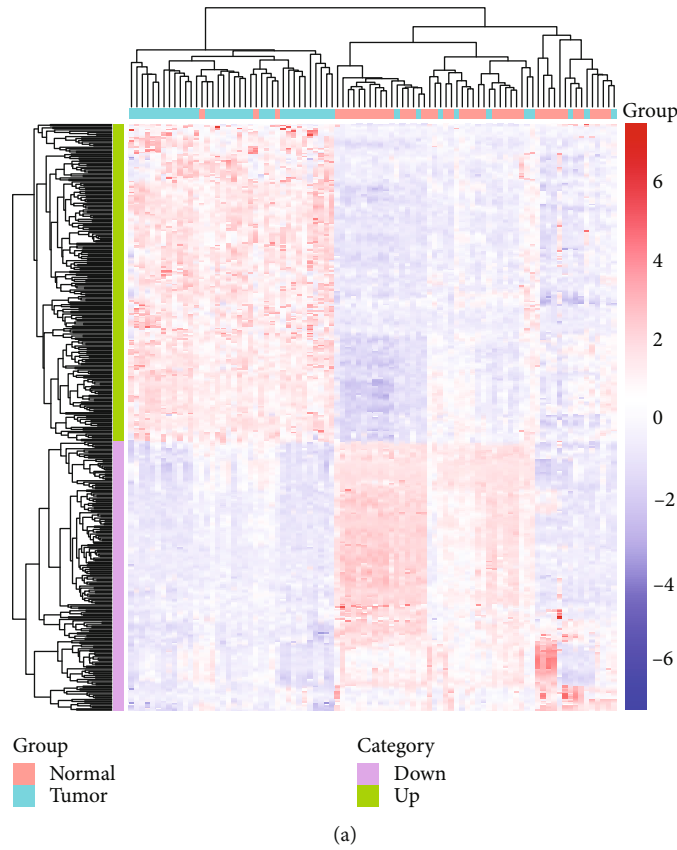 Group
6
4
2
0
−2
−4
−6
Group
Normal
Tumor
Category
Down
Up
(a)